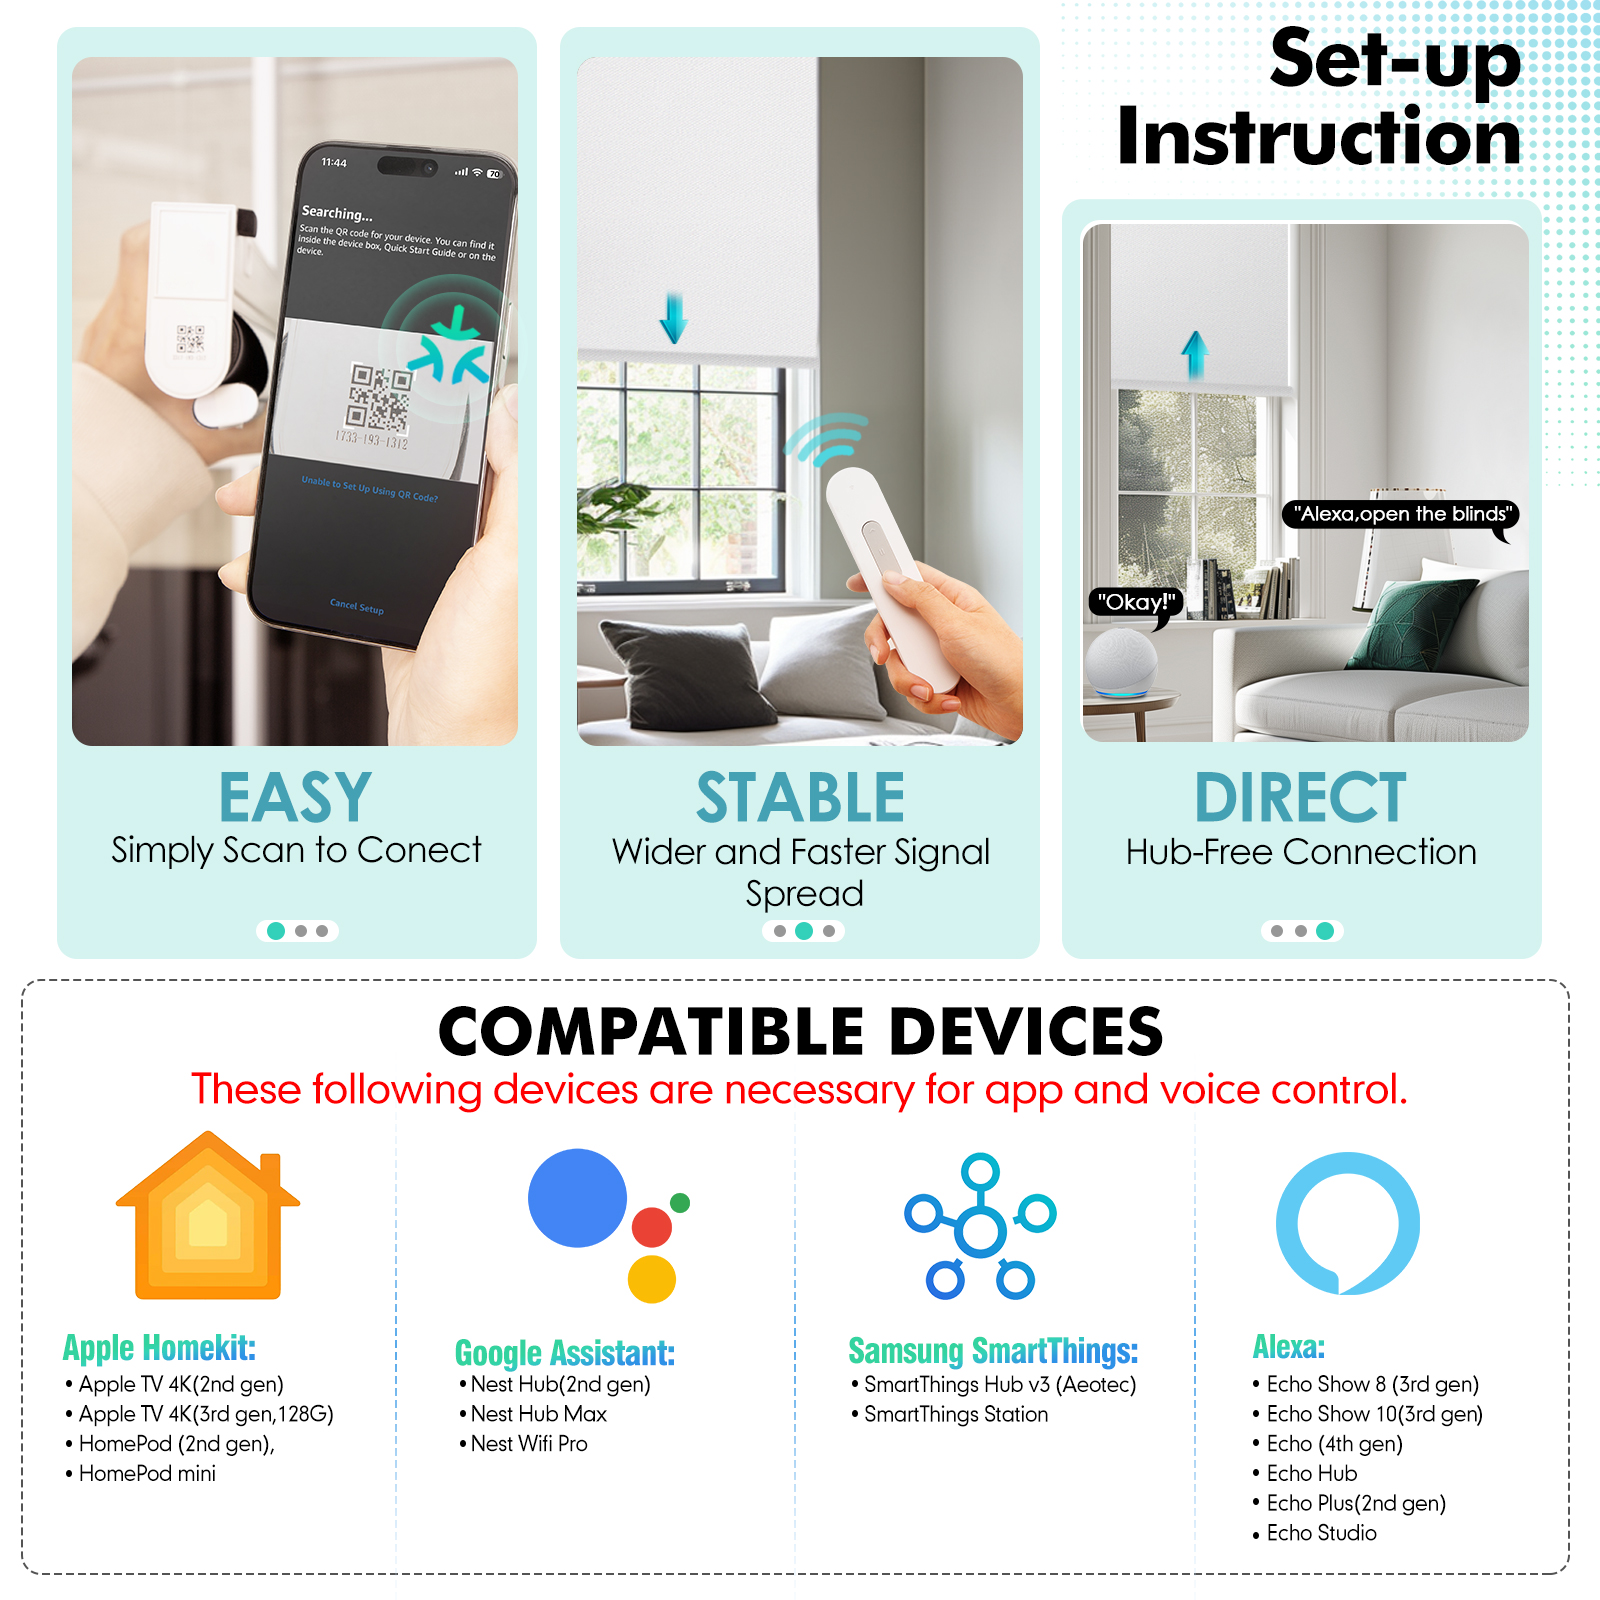 Set-up
Instruction
11:44
70
Searching...
Scan the QR code for your device. You can find it
inside the device box, Quick Start Guide or on the
device.
1733-193-1312
Unable to Set Up Using QR Code?
Cancel Setup
EASY
Simply Scan to Conect
STABLE
Wider and Faster Signal
Spread
"Alexa,open the blinds"
"Okay!"
DIRECT
Hub-Free Connection
COMPATIBLE DEVICES
These following devices are necessary for app and voice control.
Apple Homekit:
• Apple TV 4K(2nd gen)
• Apple TV 4K(3rd gen,128G)
• HomePod (2nd gen),
• HomePod mini
Google Assistant:
• Nest Hub(2nd gen)
• Nest Hub Max
• Nest Wifi Pro
Samsung SmartThings:
• SmartThings Hub v3 (Aeotec)
• SmartThings Station
Alexa:
• Echo Show 8 (3rd gen)
• Echo Show 10(3rd gen)
• Echo (4th gen)
• Echo Hub
• Echo Plus(2nd gen)
• Echo Studio